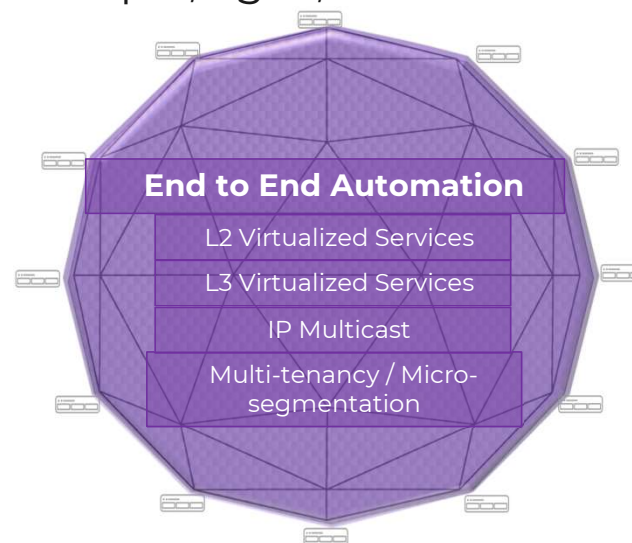 End to End Automation
L2 Virtualized Services
L3 Virtualized Services
IP Multicast
Multi-tenancy / Micro-
segmentation